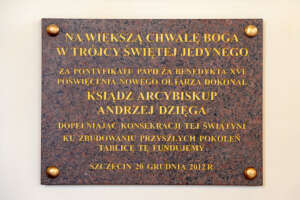 NA WIĘKSZĄ CHWAŁĘ BOGA
W TRÓJCY ŚWIĘTEJ JEDYNEGO
ZA PONTYFIKATU PAPIEŻA BENEDYKTA XVI
POŚWIĘCENIA NOWEGO OŁTARZA DOKONAŁ
KSIĄDZ ARCYBISKUP
ANDRZEJ DZIĘGA
DOPEŁNIAJĄC KONSEKRACJI TEJ ŚWIĄTYNI
KU ZBUDOWANIU PRZYSZŁYCH POKOLEŃ
TABLICĘ TĘ FUNDUJEMY
SZCZECIN 20 GRUDNIA 2012 R.